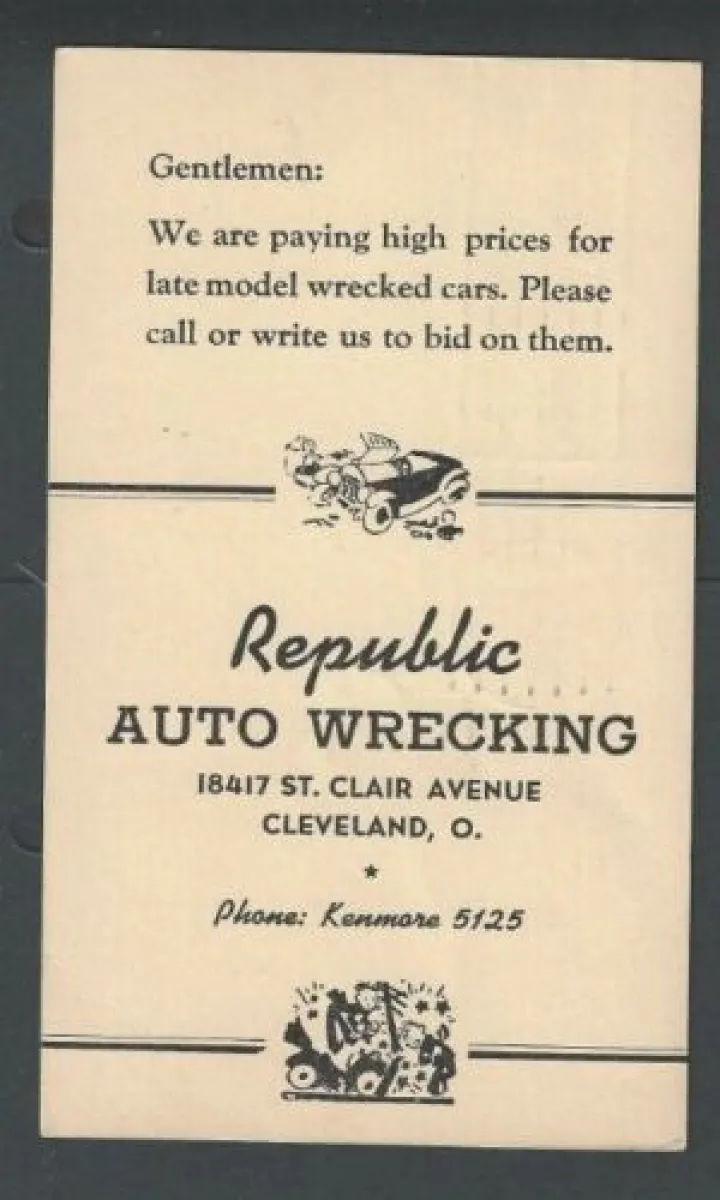 Gentlemen:
We are paying high prices for
late model wrecked cars. Please
call or write us to bid on them.
Republic
AUTO WRECKING
18417 ST. CLAIR AVENUE
CLEVELAND, O.
Phone: Kenmore 5125